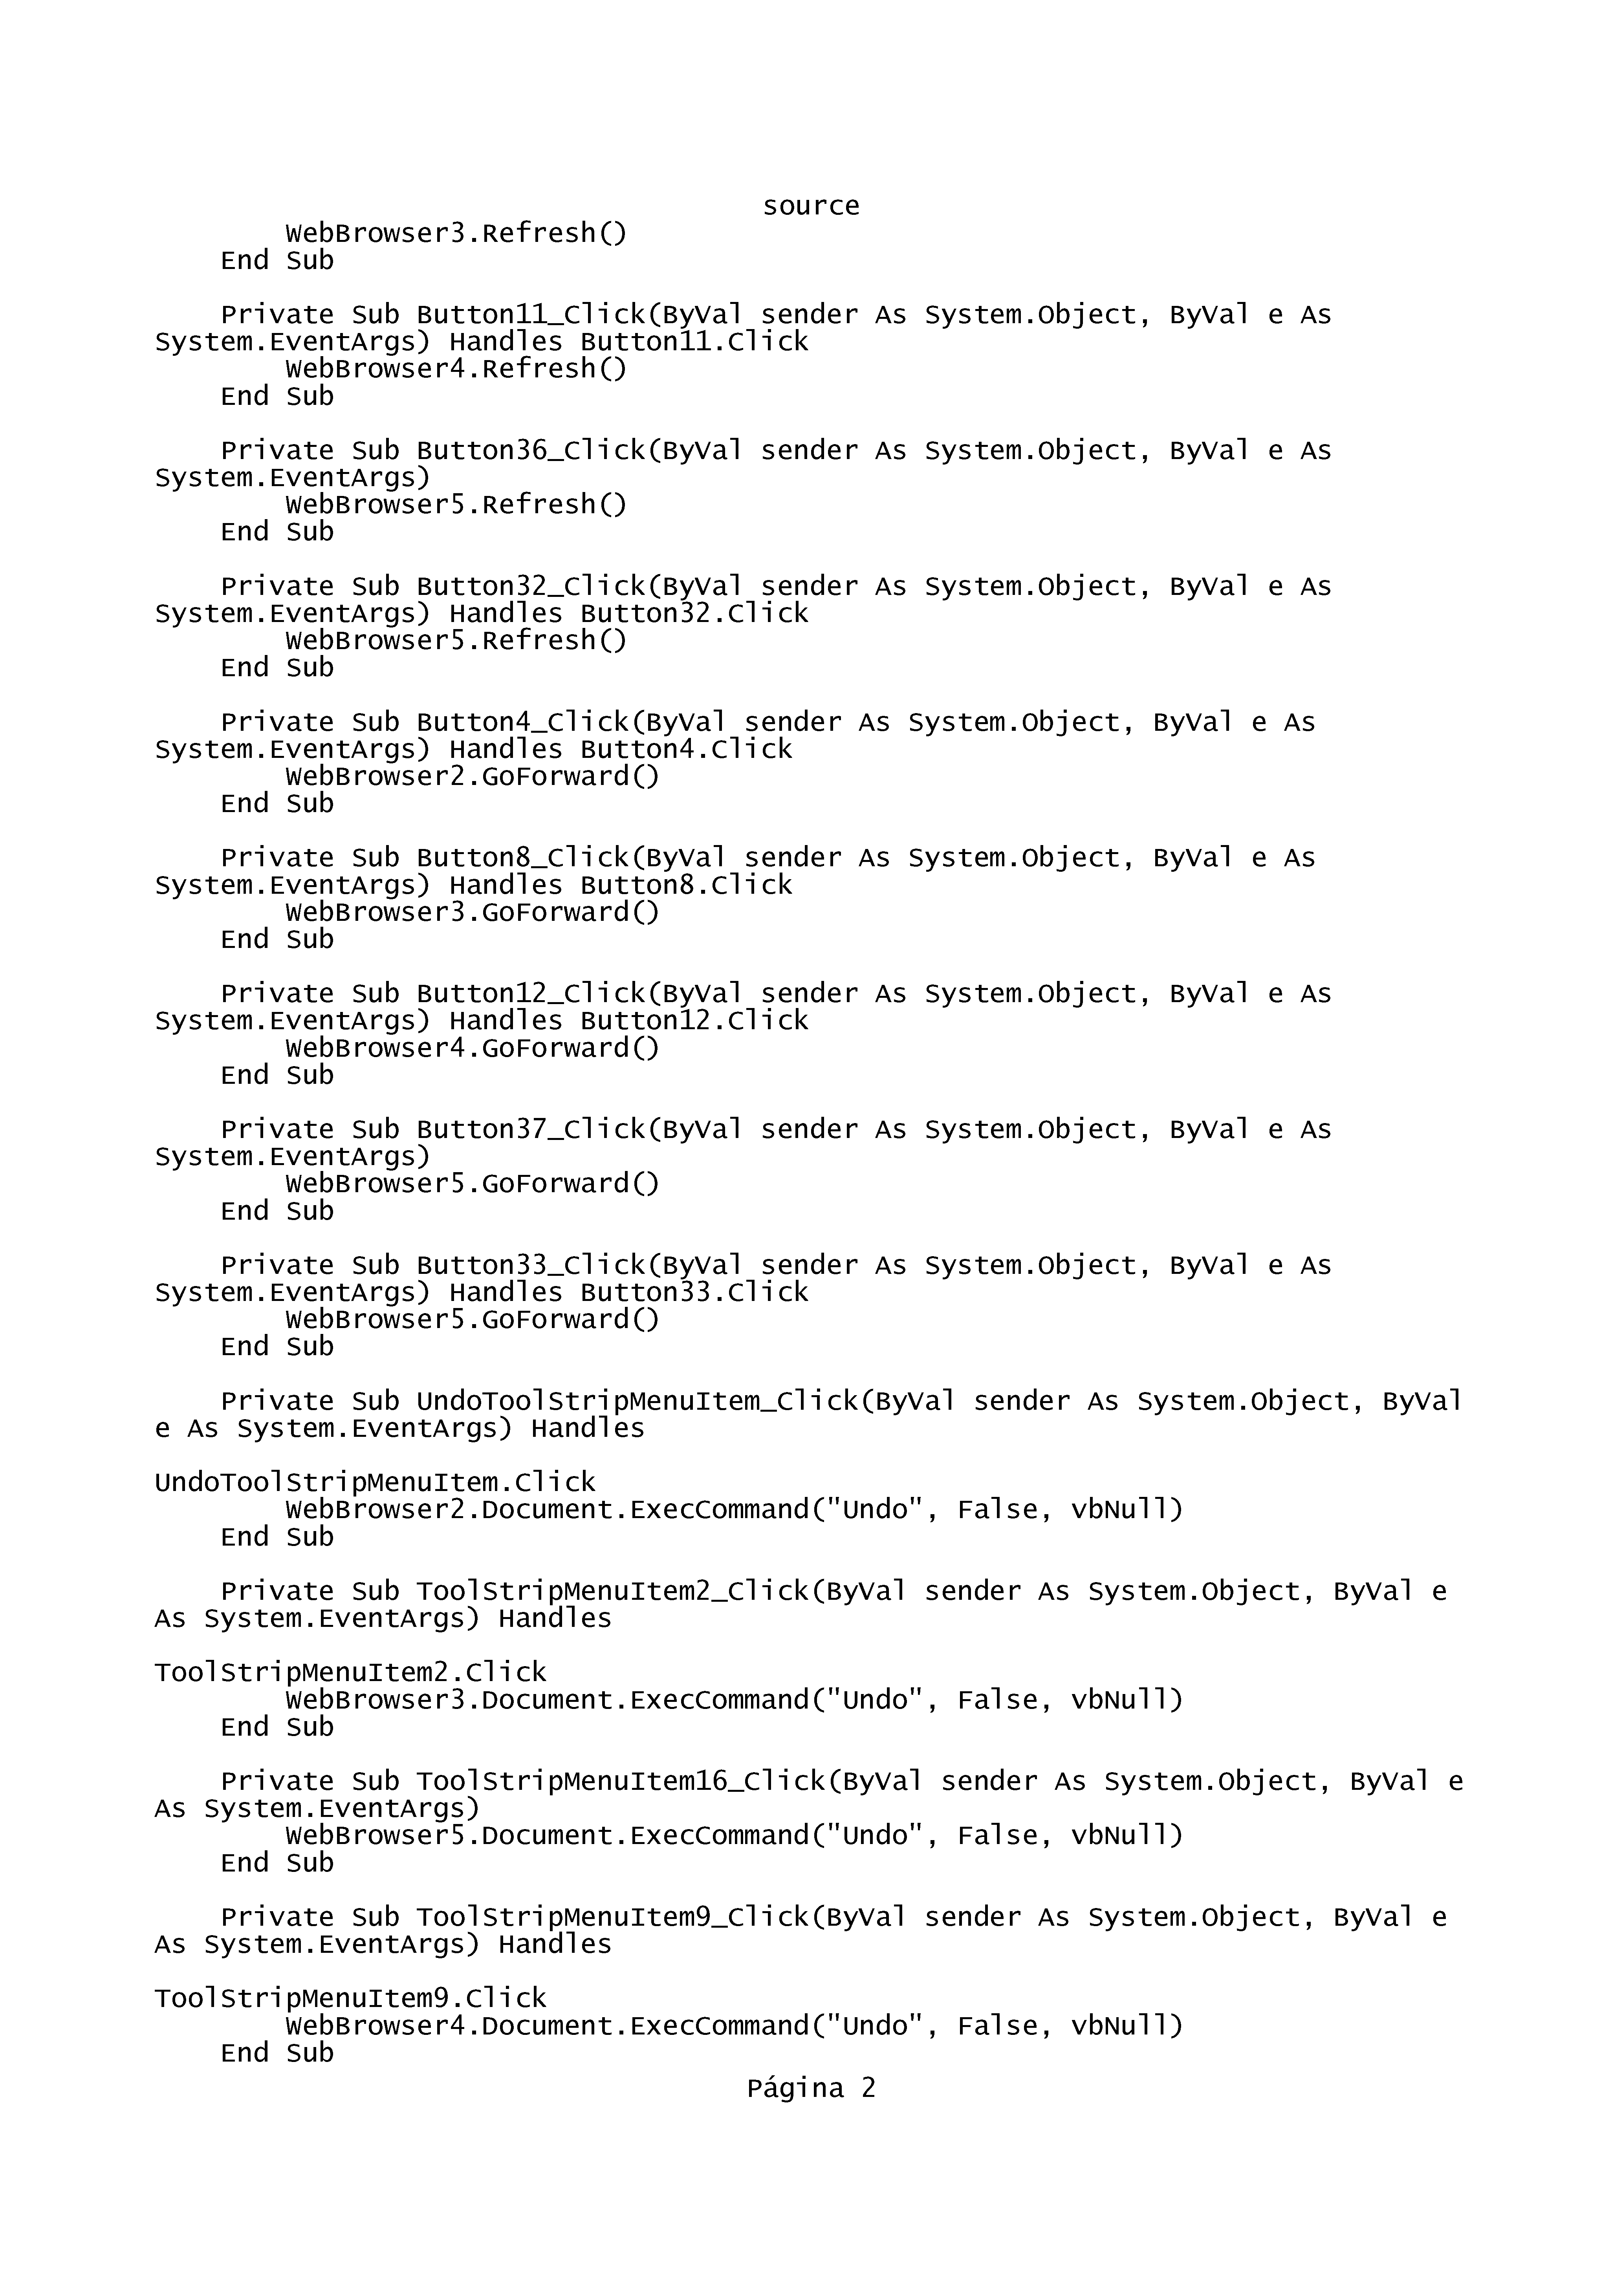 source
        WebBrowser3.Refresh()
    End Sub

    Private Sub Button11_Click(ByVal sender As System.Object, ByVal e As
System.EventArgs) Handles Button11.Click
        WebBrowser4.Refresh()
    End Sub

    Private Sub Button36_Click(ByVal sender As System.Object, ByVal e As
System.EventArgs)
        WebBrowser5.Refresh()
    End Sub

    Private Sub Button32_Click(ByVal sender As System.Object, ByVal e As
System.EventArgs) Handles Button32.Click
        WebBrowser5.Refresh()
    End Sub

    Private Sub Button4_Click(ByVal sender As System.Object, ByVal e As
System.EventArgs) Handles Button4.Click
        WebBrowser2.GoForward()
    End Sub

    Private Sub Button8_Click(ByVal sender As System.Object, ByVal e As
System.EventArgs) Handles Button8.Click
        WebBrowser3.GoForward()
    End Sub

    Private Sub Button12_Click(ByVal sender As System.Object, ByVal e As
System.EventArgs) Handles Button12.Click
        WebBrowser4.GoForward()
    End Sub

    Private Sub Button37_Click(ByVal sender As System.Object, ByVal e As
System.EventArgs)
        WebBrowser5.GoForward()
    End Sub

    Private Sub Button33_Click(ByVal sender As System.Object, ByVal e As
System.EventArgs) Handles Button33.Click
        WebBrowser5.GoForward()
    End Sub

    Private Sub UndoToolStripMenuItem_Click(ByVal sender As System.Object, ByVal
e As System.EventArgs) Handles

UndoToolStripMenuItem.Click
        WebBrowser2.Document.ExecCommand("Undo", False, vbNull)
    End Sub

    Private Sub ToolStripMenuItem2_Click(ByVal sender As System.Object, ByVal e
As System.EventArgs) Handles

ToolStripMenuItem2.Click
        WebBrowser3.Document.ExecCommand("Undo", False, vbNull)
    End Sub

    Private Sub ToolStripMenuItem16_Click(ByVal sender As System.Object, ByVal e
As System.EventArgs)
        WebBrowser5.Document.ExecCommand("Undo", False, vbNull)
    End Sub

    Private Sub ToolStripMenuItem9_Click(ByVal sender As System.Object, ByVal e
As System.EventArgs) Handles

ToolStripMenuItem9.Click
        WebBrowser4.Document.ExecCommand("Undo", False, vbNull)
    End Sub
Página 2